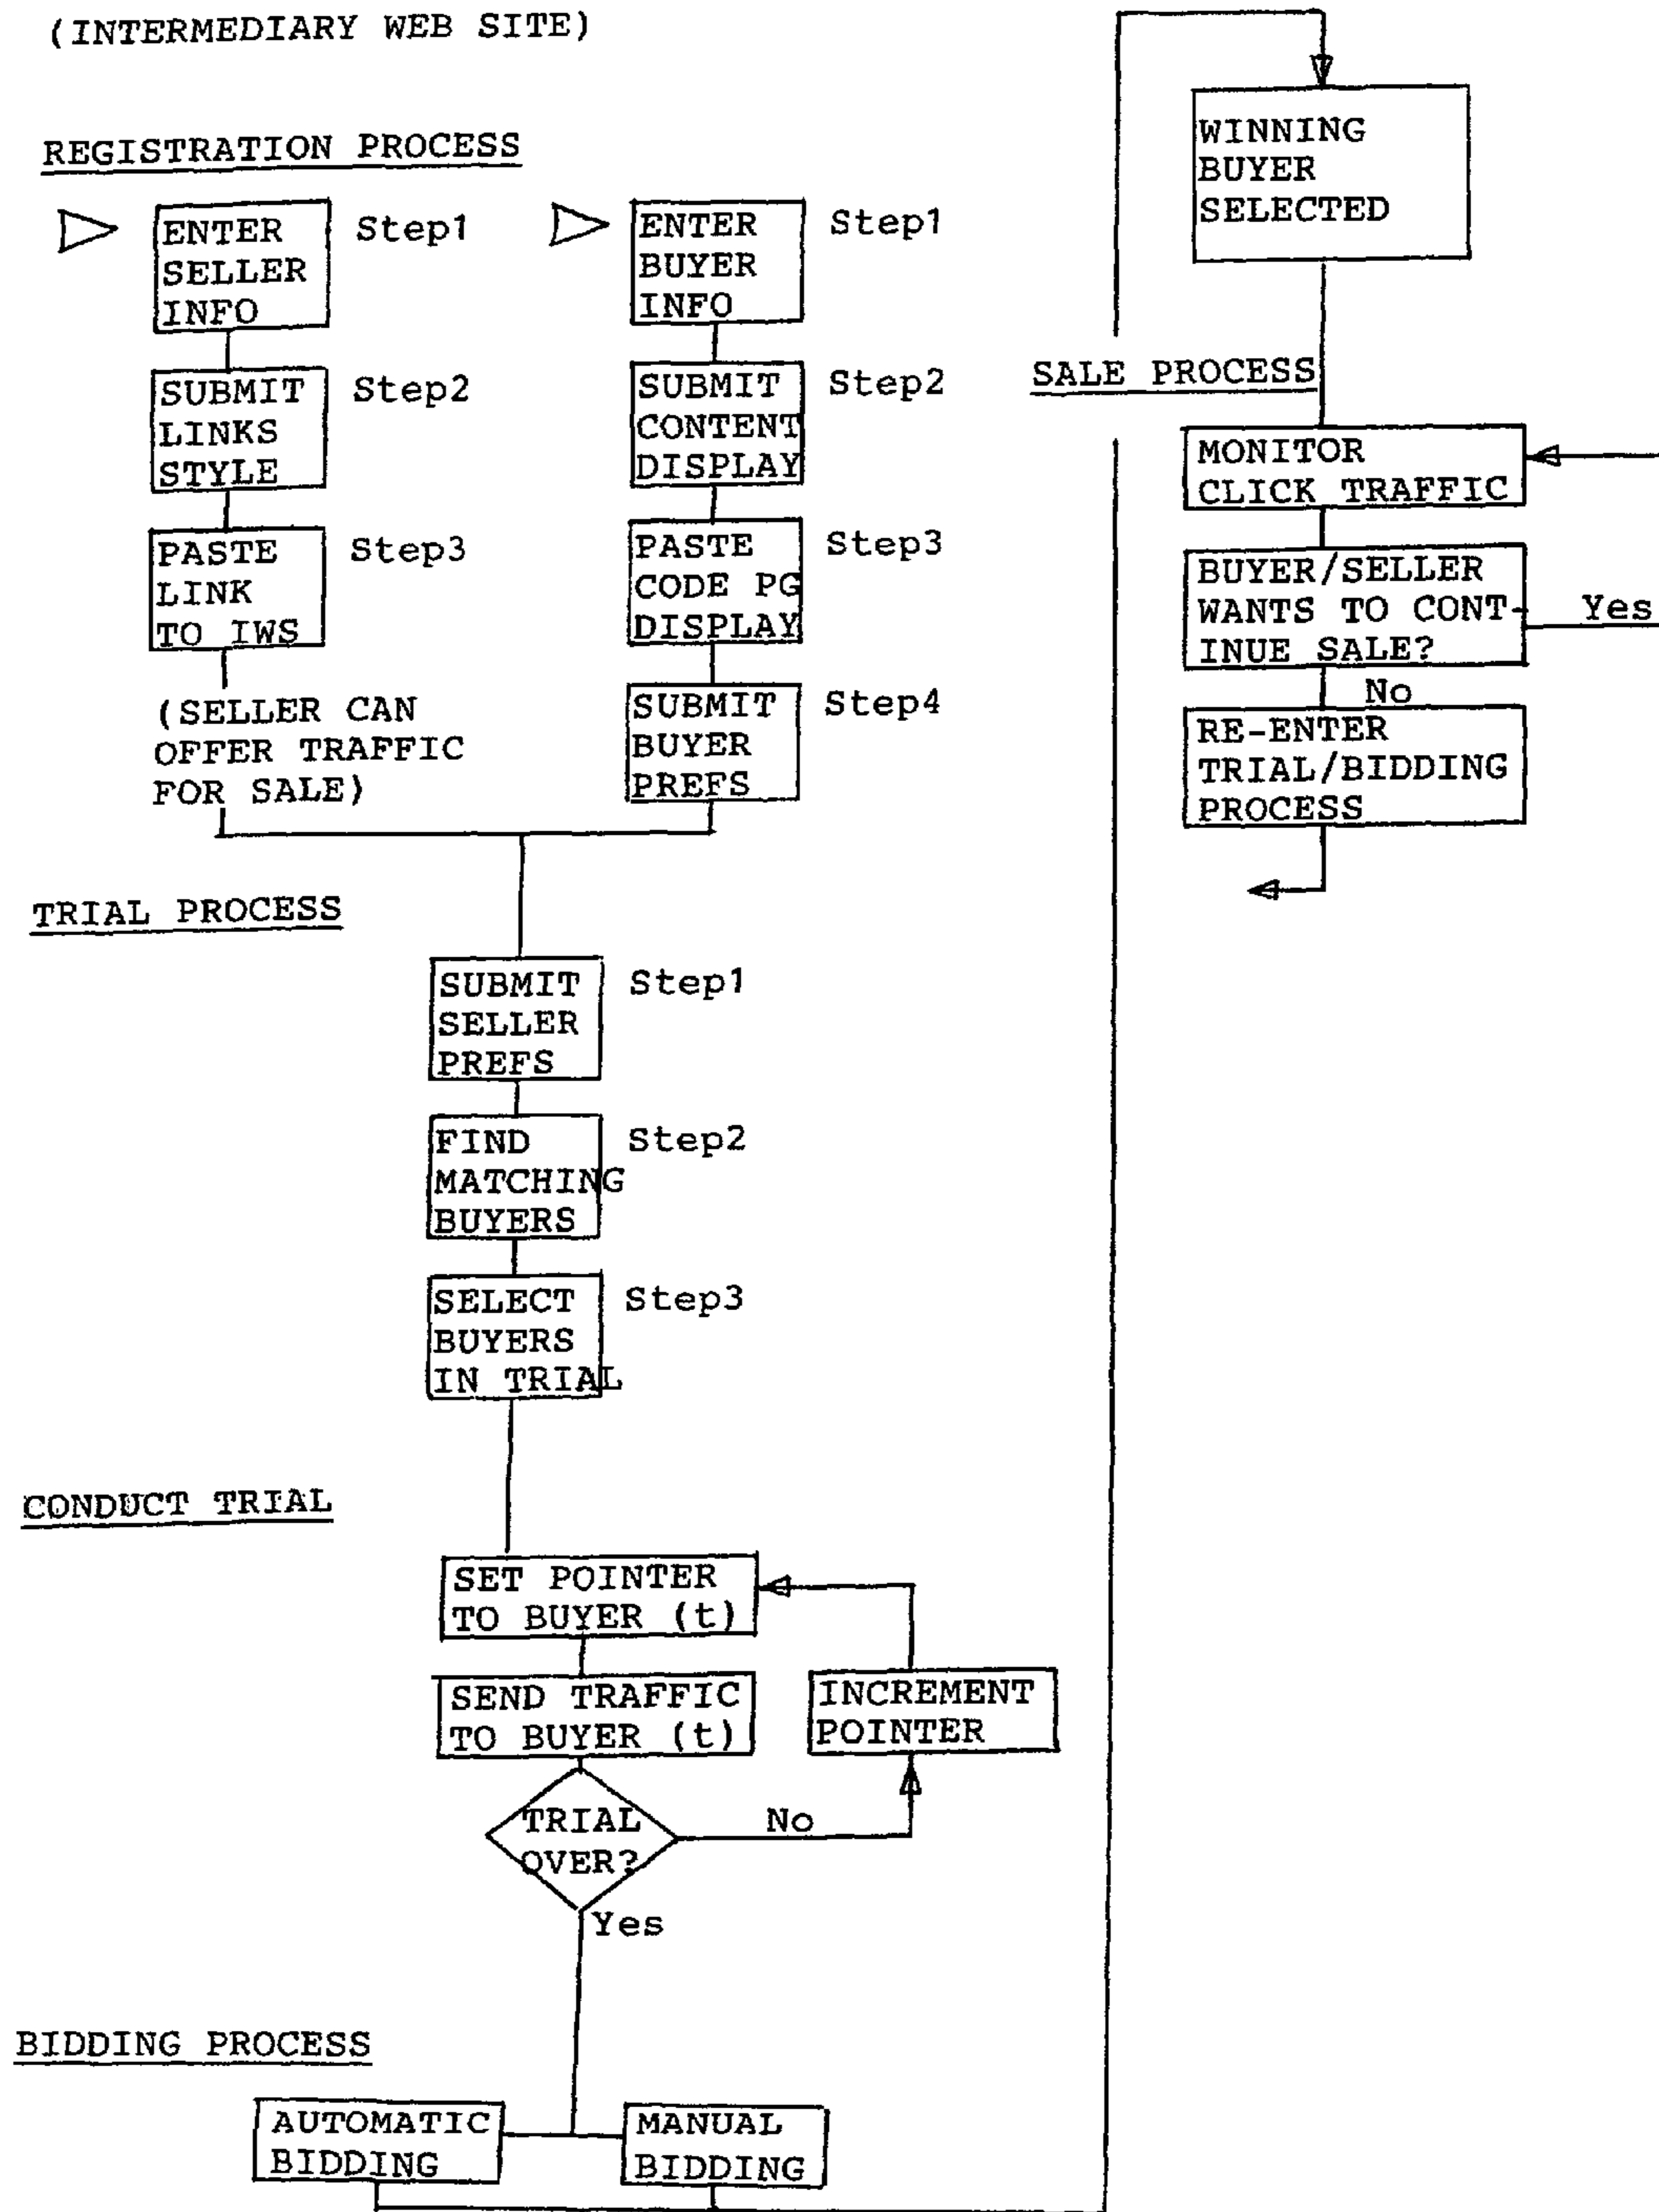 (INTERMEDIARY WEB SITE)
REGISTRATION PROCESS
ENTER
SELLER
INFO
Step1
SUBMIT
LINKS
STYLE
Step2
PASTE
LINK
TO IWS
Step3
(SELLER CAN
OFFER TRAFFIC
FOR SALE)
ENTER
BUYER
INFO
Step1
SUBMIT
CONTENT
DISPLAY
Step2
PASTE
CODE PG
DISPLAY
Step3
SUBMIT
BUYER
PREFS
Step4
TRIAL PROCESS
SUBMIT
SELLER
PREFS
Step1
FIND
MATCHING
BUYERS
Step2
SELECT
BUYERS
IN TRIAL
Step3
CONDUCT TRIAL
SET POINTER
TO BUYER (t)
SEND TRAFFIC
TO BUYER (t)
INCREMENT
POINTER
TRIAL
OVER?
No
Yes
BIDDING PROCESS
AUTOMATIC
BIDDING
MANUAL
BIDDING
WINNING
BUYER
SELECTED
SALE PROCESS
MONITOR
CLICK TRAFFIC
BUYER/SELLER
WANTS TO CONT-
INUE SALE?
Yes
No
RE-ENTER
TRIAL/BIDDING
PROCESS